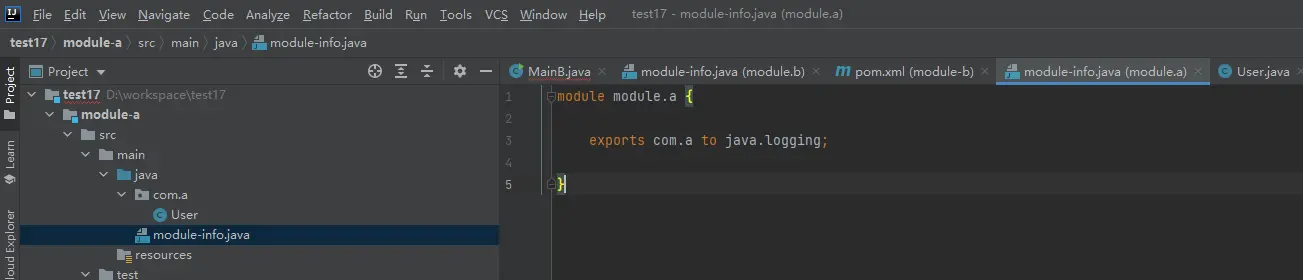 File Edit View Navigate Code Analyze Refactor Build Run Tools VCS Window Help test17 - module-info.java (module.a)
test17 module-a src main java module-info.java
Project
MainB.java module-info.java (module.b) pom.xml (module-b) module-info.java (module.a) User.java
test17 D:\workspace\test17
module-a
src
main
java
com.a
User
module-info.java
resources
test
1 module module.a {
2
3 exports com.a to java.logging;
4
5 }
Project
Learn
Explorer